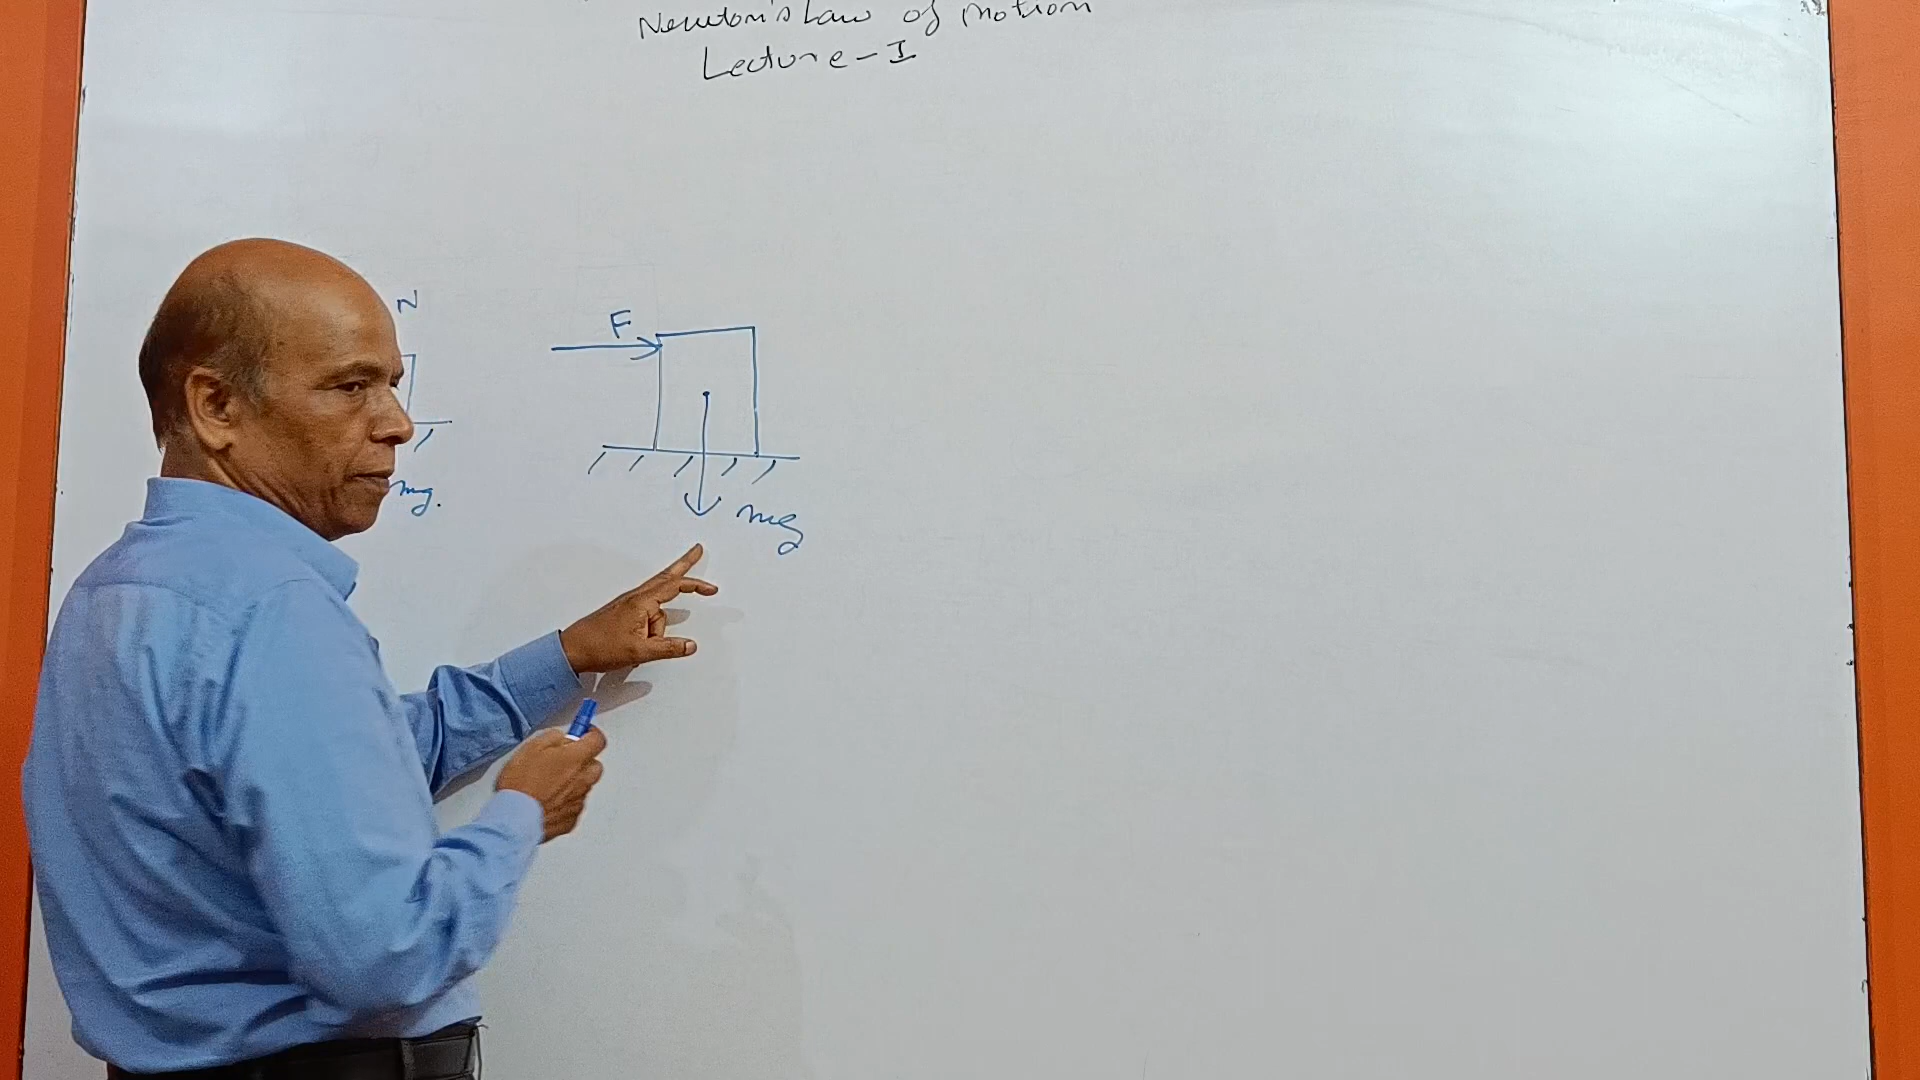 Newton's Law of motion
Lecture - I
N
F
mg.
mg